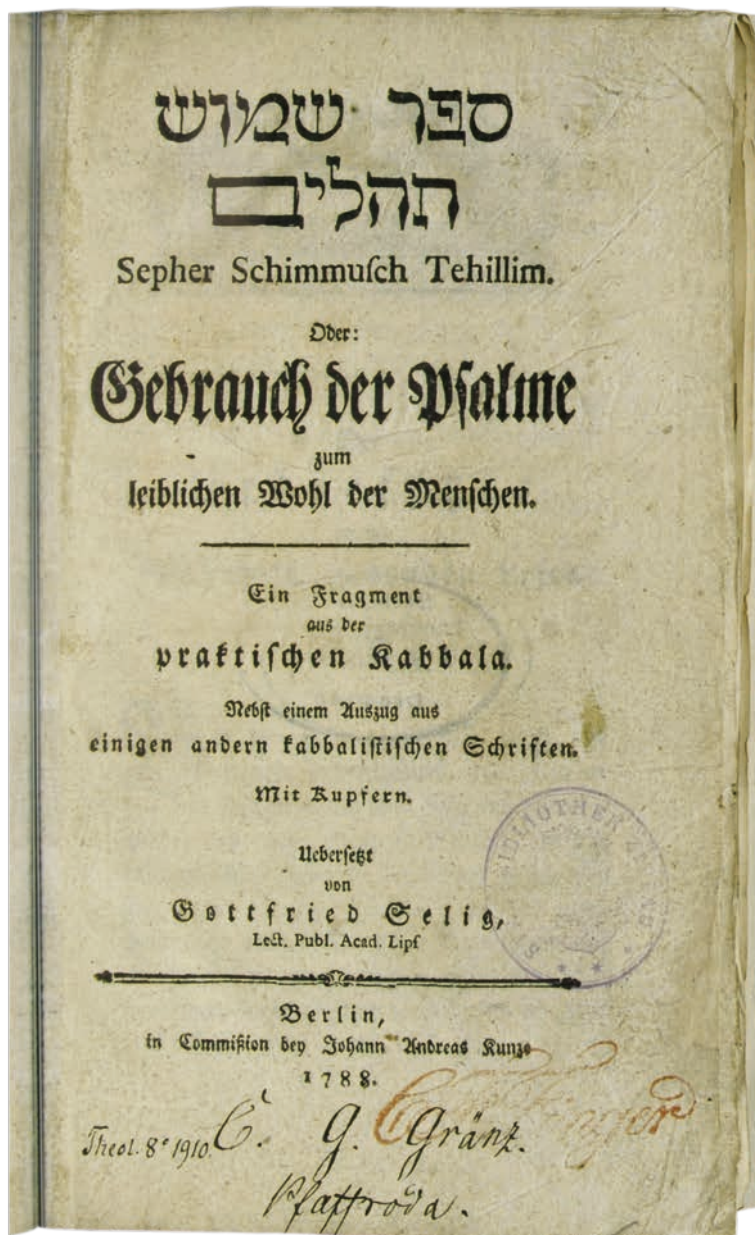 ספר שמוש
תהלים
Sepher Schimmuſch Tehillim.
Oder:
Gebrauch der Pſalme
zum
leiblichen Wohl der Menſchen.
Ein Fragment
aus der
praktiſchen Kabbala.
Nebſt einem Auszug aus
einigen andern kabbaliſtiſchen Schriften.
Mit Kupfern.
Ueberſetzt
von
Gottfried Selig,
Lect. Publ. Acad. Lipſ
Berlin,
in Commißion bey Johann Andreas Kunze
1788.
Theol. 8° 1910.
C. G. Gränz.
Pfaffroda.